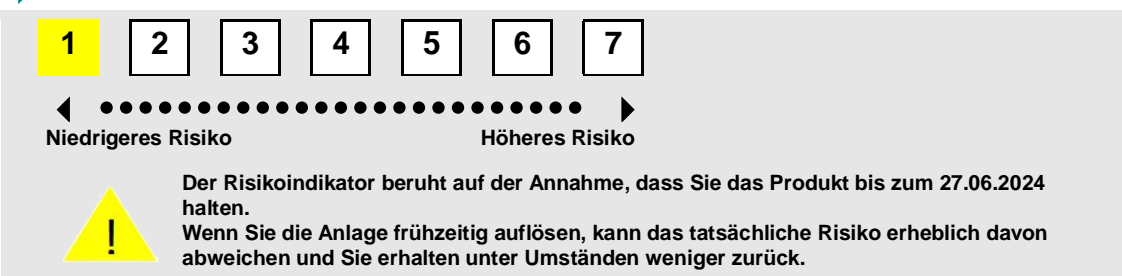 1 2 3 4 5 6 7
Niedrigeres Risiko Höheres Risiko
Der Risikoindikator beruht auf der Annahme, dass Sie das Produkt bis zum 27.06.2024
halten.
Wenn Sie die Anlage frühzeitig auflösen, kann das tatsächliche Risiko erheblich davon
abweichen und Sie erhalten unter Umständen weniger zurück.
!